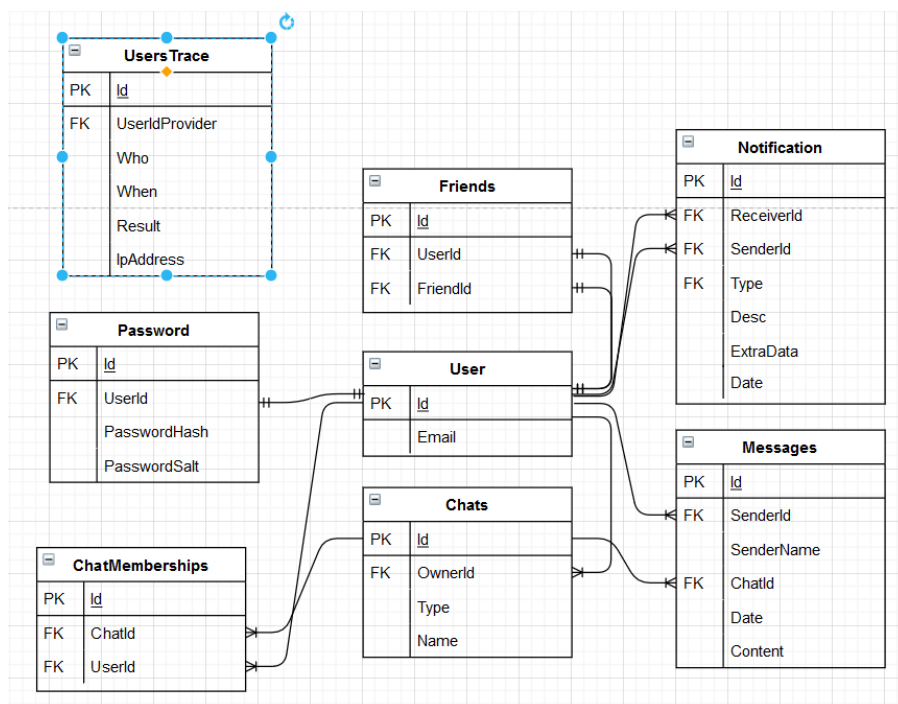 UsersTrace
PK Id
FK UserIdProvider
Who
When
Result
IpAddress
Friends
PK Id
FK UserId
FK FriendId
Notification
PK Id
FK ReceiverId
FK SenderId
FK Type
Desc
ExtraData
Date
Password
PK Id
FK UserId
PasswordHash
PasswordSalt
User
PK Id
Email
Messages
PK Id
FK SenderId
SenderName
FK ChatId
Date
Content
Chats
PK Id
FK OwnerId
Type
Name
ChatMemberships
PK Id
FK ChatId
FK UserId